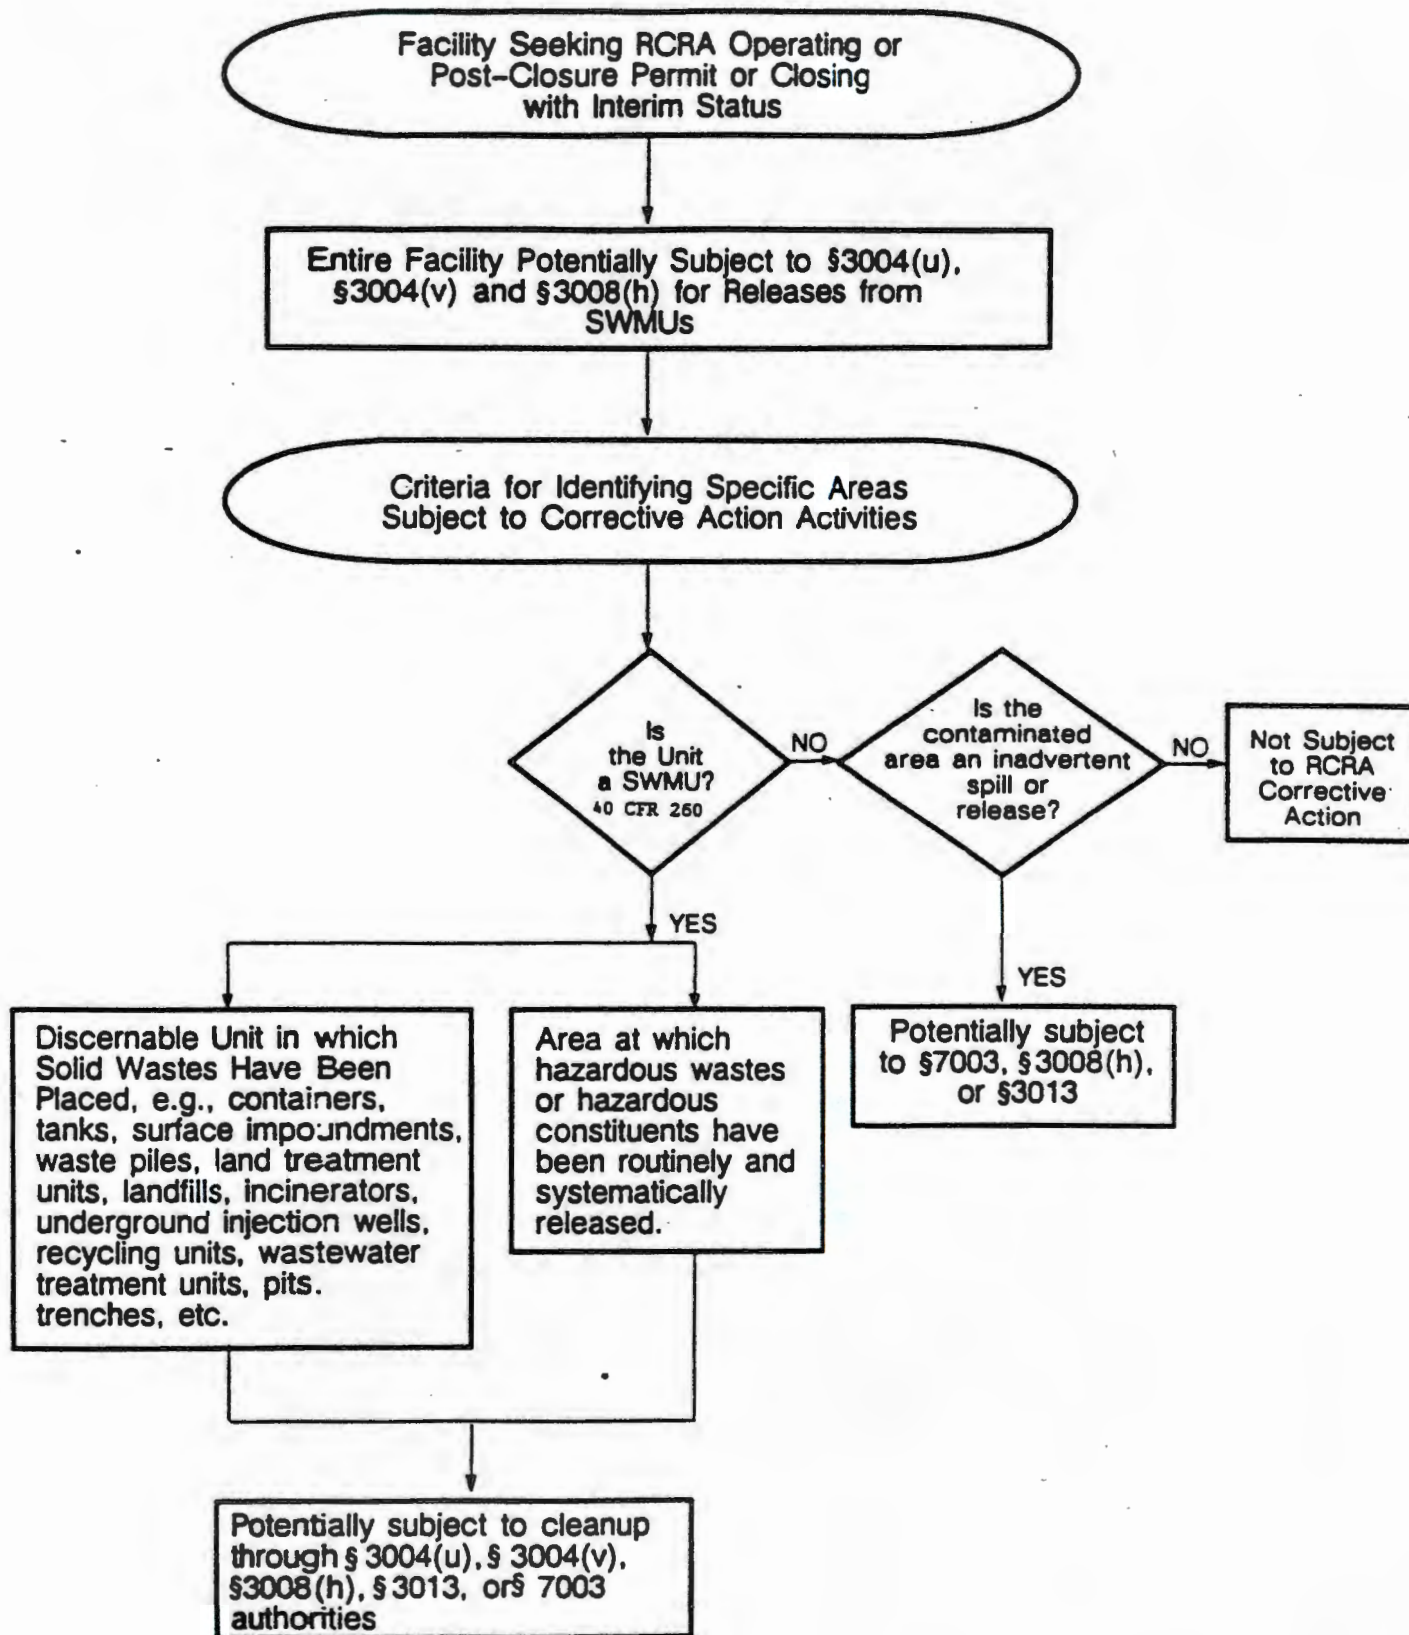 Facility Seeking RCRA Operating or
Post-Closure Permit or Closing
with Interim Status
Entire Facility Potentially Subject to §3004(u),
§3004(v) and §3008(h) for Releases from
SWMUs
Criteria for Identifying Specific Areas
Subject to Corrective Action Activities
Is
the Unit
a SWMU?
40 CFR 260
NO
Is the
contaminated
area an inadvertent
spill or
release?
NO
Not Subject
to RCRA
Corrective
Action
YES
YES
Discernable Unit in which
Solid Wastes Have Been
Placed, e.g., containers,
tanks, surface impoundments,
waste piles, land treatment
units, landfills, incinerators,
underground injection wells,
recycling units, wastewater
treatment units, pits.
trenches, etc.
Area at which
hazardous wastes
or hazardous
constituents have
been routinely and
systematically
released.
Potentially subject
to §7003, §3008(h),
or §3013
Potentially subject to cleanup
through § 3004(u), § 3004(v),
§3008(h), § 3013, or§ 7003
authorities